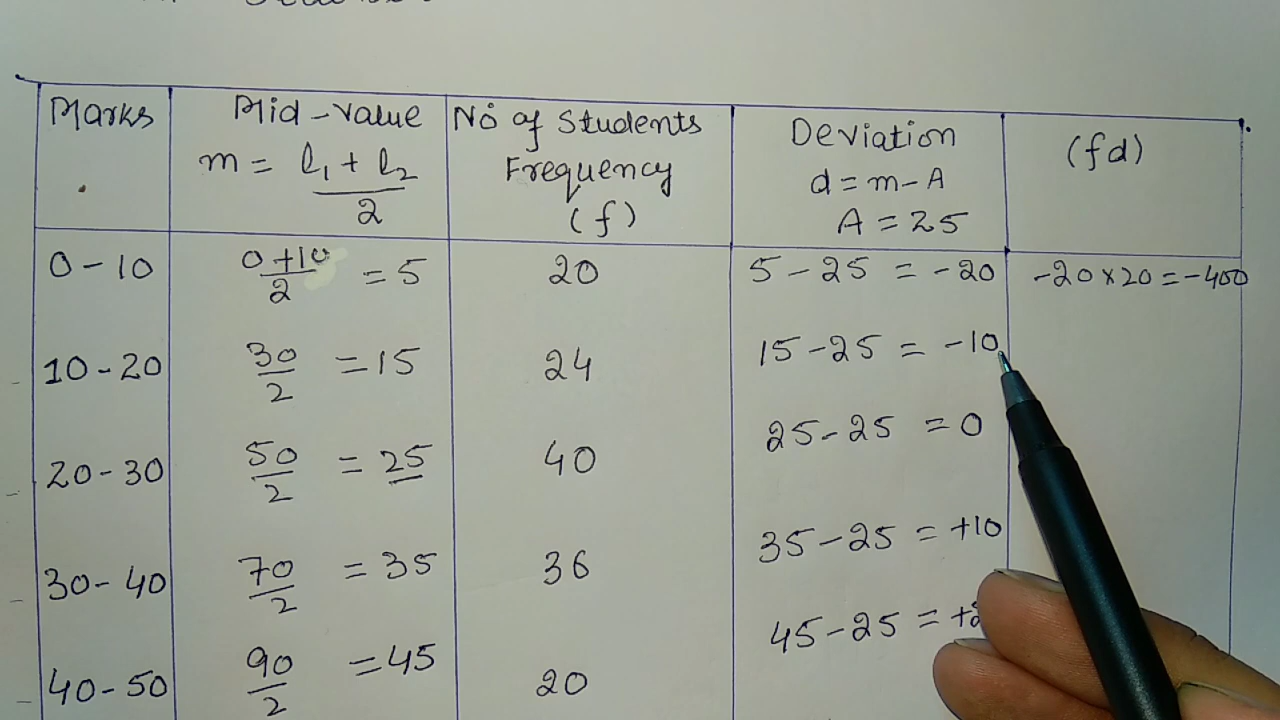 Marks Mid-value No of Students Deviation (fd)
m = l₁ + l₂ / 2 Frequency d = m - A
(f) A = 25
0 - 10 0 + 10 / 2 = 5 20 5 - 25 = -20 -20 × 20 = -400
10 - 20 30 / 2 = 15 24 15 - 25 = -10
20 - 30 50 / 2 = 25 40 25 - 25 = 0
30 - 40 70 / 2 = 35 36 35 - 25 = +10
40 - 50 90 / 2 = 45 20 45 - 25 =